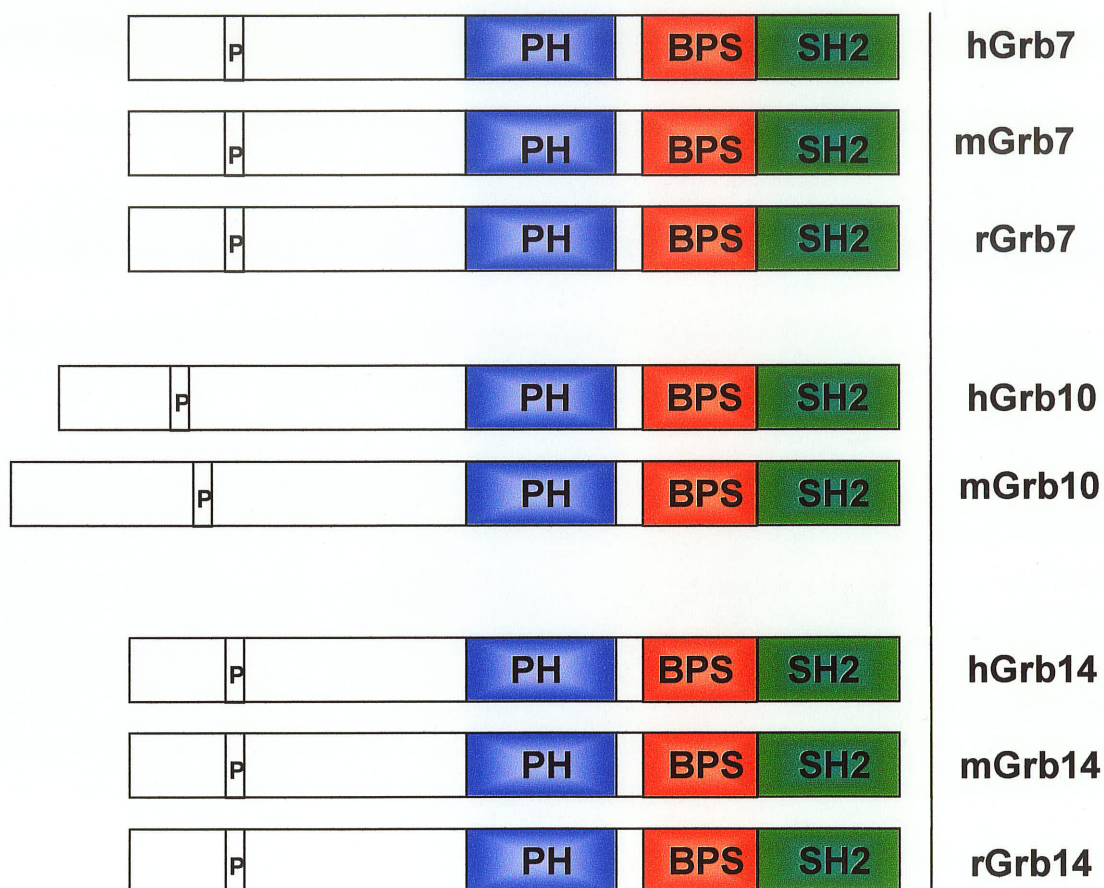 P PH BPS SH2 hGrb7
P PH BPS SH2 mGrb7
P PH BPS SH2 rGrb7
P PH BPS SH2 hGrb10
P PH BPS SH2 mGrb10
P PH BPS SH2 hGrb14
P PH BPS SH2 mGrb14
P PH BPS SH2 rGrb14